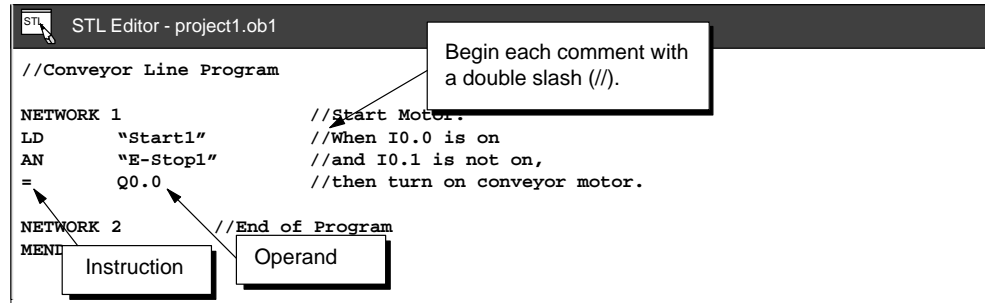 STL
STL Editor - project1.ob1
Begin each comment with
a double slash (//).
//Conveyor Line Program
NETWORK 1 //Start Motor.
LD “Start1” //When I0.0 is on
AN “E-Stop1” //and I0.1 is not on,
= Q0.0 //then turn on conveyor motor.
NETWORK 2 //End of Program
MEND
Instruction
Operand